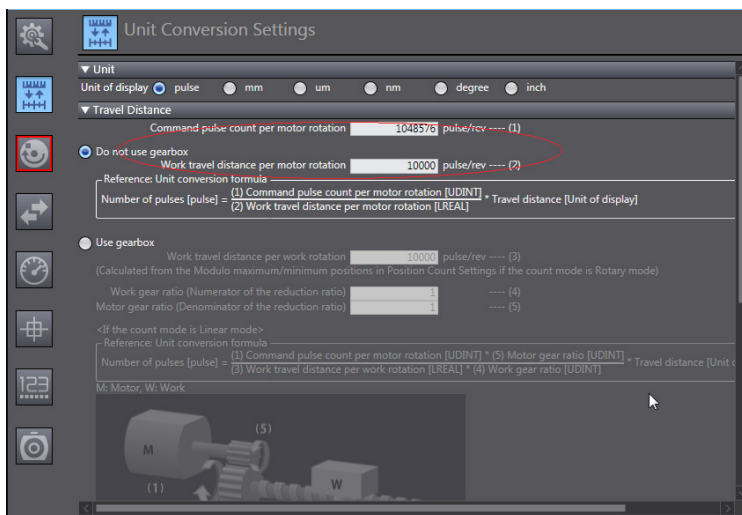 Unit Conversion Settings
▼ Unit
Unit of display pulse mm um nm degree inch
▼ Travel Distance
Command pulse count per motor rotation 1048576 pulse/rev ---- (1)
Do not use gearbox
Work travel distance per motor rotation 10000 pulse/rev ---- (2)
Reference: Unit conversion formula
Number of pulses [pulse] = (1) Command pulse count per motor rotation [UDINT] / (2) Work travel distance per motor rotation [LREAL] * Travel distance [Unit of display]
Use gearbox
Work travel distance per work rotation 10000 pulse/rev ---- (3)
(Calculated from the Modulo maximum/minimum positions in Position Count Settings if the count mode is Rotary mode)
Work gear ratio (Numerator of the reduction ratio) 1 ---- (4)
Motor gear ratio (Denominator of the reduction ratio) 1 ---- (5)
<If the count mode is Linear mode>
Reference: Unit conversion formula
Number of pulses [pulse] = (1) Command pulse count per motor rotation [UDINT] * (5) Motor gear ratio [UDINT] / (3) Work travel distance per work rotation [LREAL] * (4) Work gear ratio [UDINT] * Travel distance [Unit
M: Motor, W: Work
(5)
M
W
(1)
123